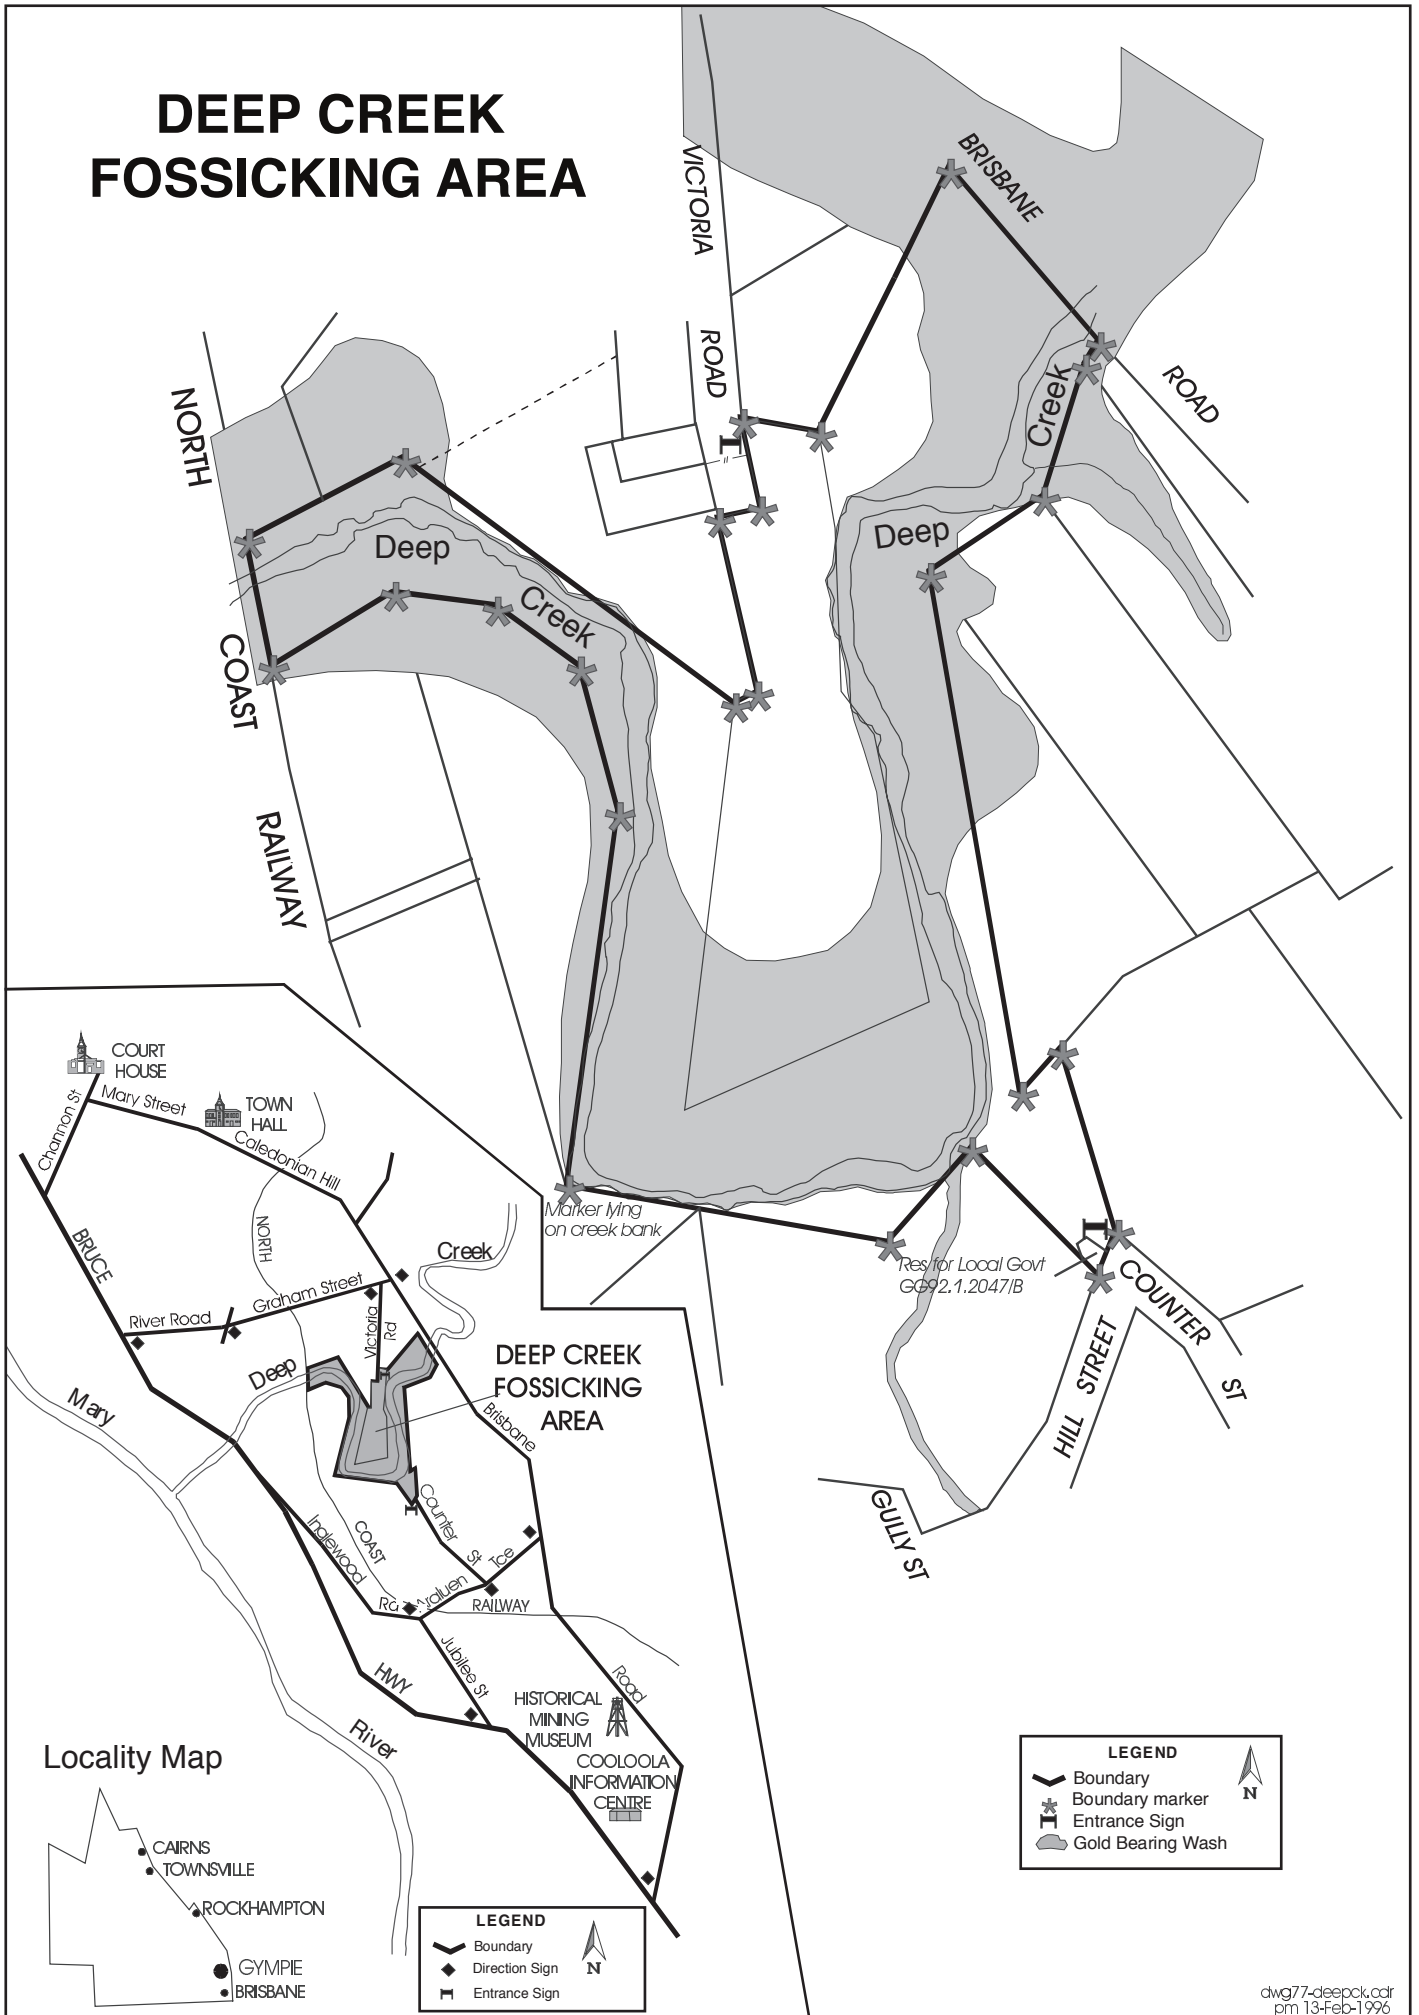 DEEP CREEK
FOSSICKING AREA
VICTORIA
ROAD
BRISBANE
ROAD
NORTH
COAST
RAILWAY
Deep
Creek
Deep
Creek
Marker lying
on creek bank
Res for Local Govt
GG92.1.2047/B
COUNTER
ST
HILL STREET
GULLY ST
COURT
HOUSE
Channon St
Mary Street
TOWN
HALL
Caledonian Hill
NORTH
BRUCE
Creek
River Road
Graham Street
Victoria
Rd
Deep
Mary
DEEP CREEK
FOSSICKING
AREA
Brisbane
Counter
St
Inglewood
COAST
Tce
RAILWAY
Jubilee St
HWY
Road
River
HISTORICAL
MINING
MUSEUM
COOLOOLA
INFORMATION
CENTRE
Locality Map
CAIRNS
TOWNSVILLE
ROCKHAMPTON
GYMPIE
BRISBANE
LEGEND
Boundary
Direction Sign
Entrance Sign
N
LEGEND
Boundary
Boundary marker
Entrance Sign
Gold Bearing Wash
N
dwg77-deepck.cdr
pm 13-Feb-1996